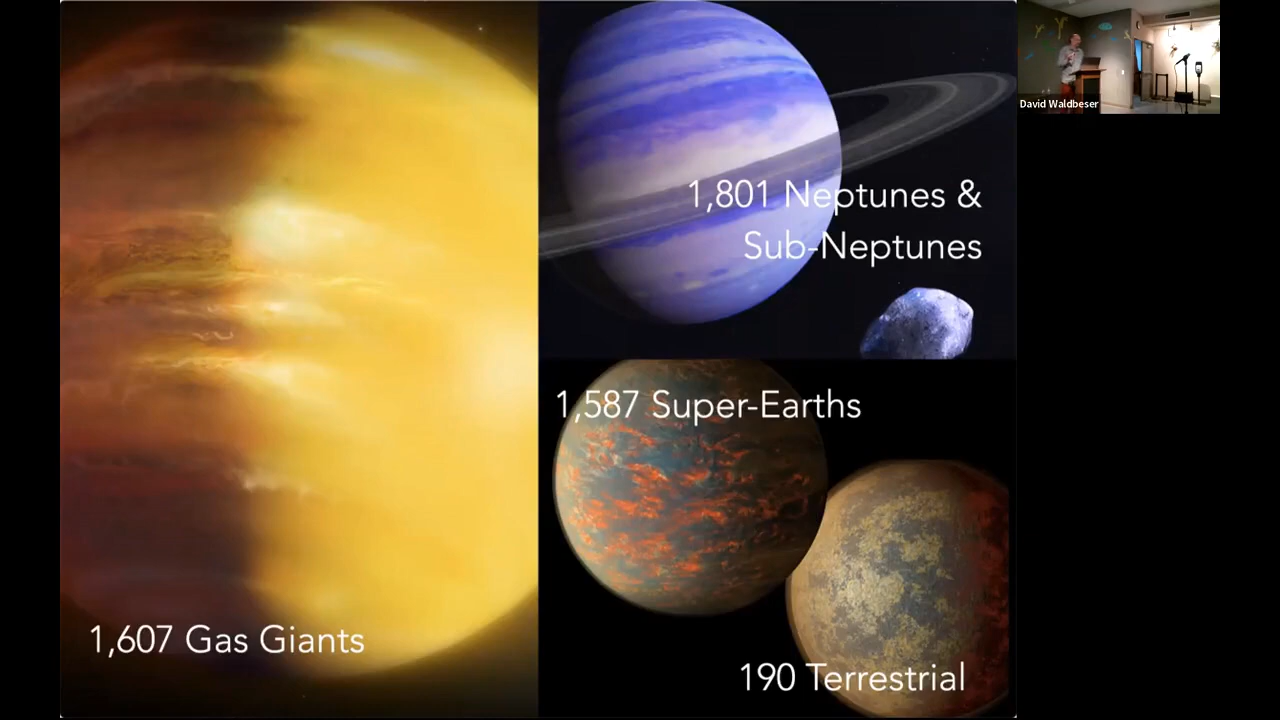 1,801 Neptunes &
Sub-Neptunes
1,587 Super-Earths
1,607 Gas Giants
190 Terrestrial
David Waldbeser